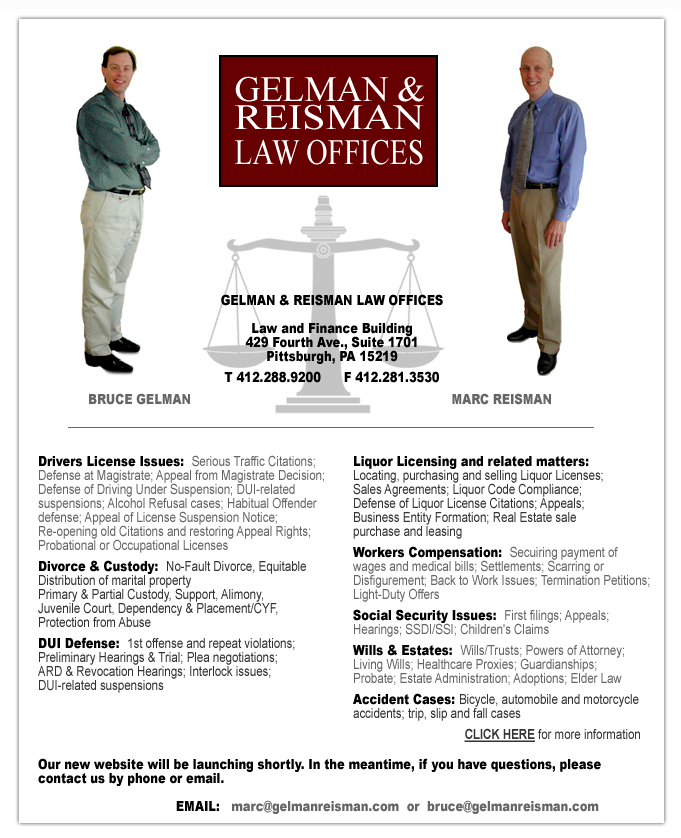 GELMAN &
REISMAN
LAW OFFICES
GELMAN & REISMAN LAW OFFICES
Law and Finance Building
429 Fourth Ave., Suite 1701
Pittsburgh, PA 15219
T 412.288.9200 F 412.281.3530
BRUCE GELMAN
MARC REISMAN
Drivers License Issues: Serious Traffic Citations;
Defense at Magistrate; Appeal from Magistrate Decision;
Defense of Driving Under Suspension; DUI-related
suspensions; Alcohol Refusal cases; Habitual Offender
defense; Appeal of License Suspension Notice;
Re-opening old Citations and restoring Appeal Rights;
Probational or Occupational Licenses
Divorce & Custody: No-Fault Divorce, Equitable
Distribution of marital property
Primary & Partial Custody, Support, Alimony,
Juvenile Court, Dependency & Placement/CYF,
Protection from Abuse
DUI Defense: 1st offense and repeat violations;
Preliminary Hearings & Trial; Plea negotiations;
ARD & Revocation Hearings; Interlock issues;
DUI-related suspensions
Liquor Licensing and related matters:
Locating, purchasing and selling Liquor Licenses;
Sales Agreements; Liquor Code Compliance;
Defense of Liquor License Citations; Appeals;
Business Entity Formation; Real Estate sale
purchase and leasing
Workers Compensation: Secuiring payment of
wages and medical bills; Settlements; Scarring or
Disfigurement; Back to Work Issues; Termination Petitions;
Light-Duty Offers
Social Security Issues: First filings; Appeals;
Hearings; SSDI/SSI; Children's Claims
Wills & Estates: Wills/Trusts; Powers of Attorney;
Living Wills; Healthcare Proxies; Guardianships;
Probate; Estate Administration; Adoptions; Elder Law
Accident Cases: Bicycle, automobile and motorcycle
accidents; trip, slip and fall cases
CLICK HERE for more information
Our new website will be launching shortly. In the meantime, if you have questions, please
contact us by phone or email.
EMAIL: marc@gelmanreisman.com or bruce@gelmanreisman.com